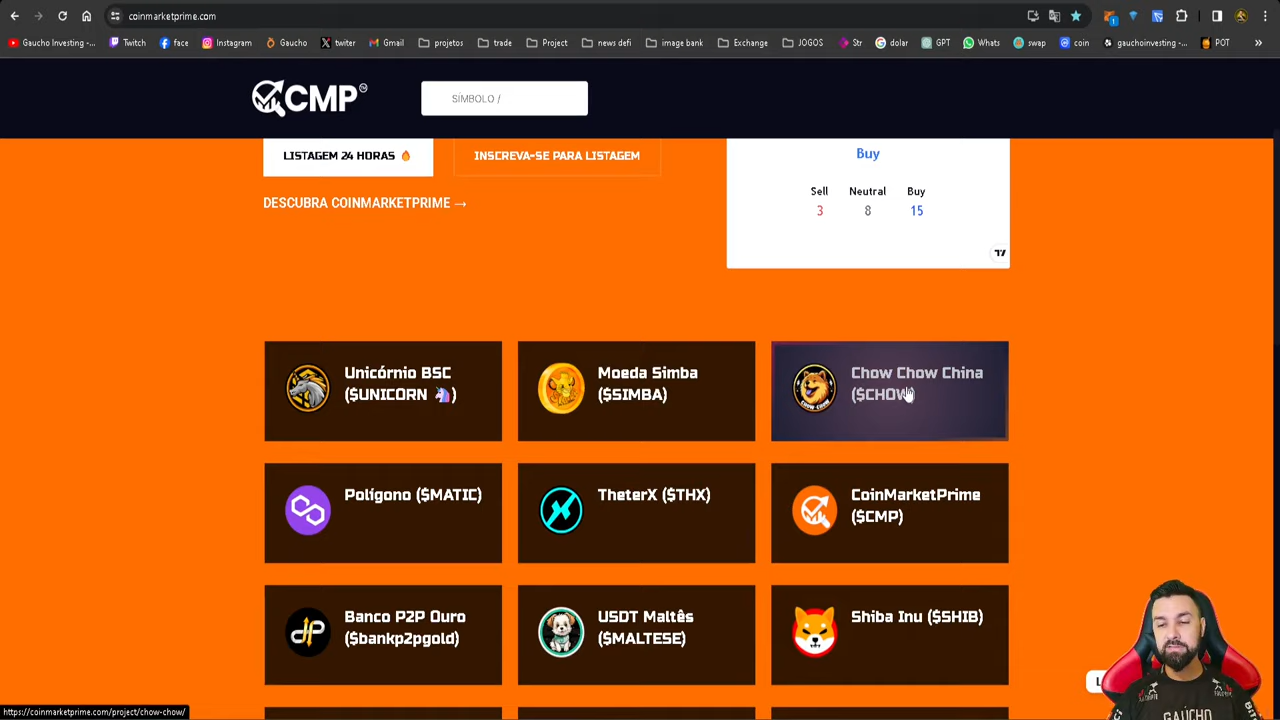 coinmarketprime.com
Gaucho Investing -...
Twitch
face
Instagram
Gaucho
twiter
Gmail
projetos
trade
Project
news defi
image bank
Exchange
JOGOS
Str
dolar
GPT
Whats
swap
coin
gauchoinvesting -...
POT
CMP
SÍMBOLO /
LISTAGEM 24 HORAS
INSCREVA-SE PARA LISTAGEM
DESCUBRA COINMARKETPRIME →
Buy
Sell Neutral Buy
3 8 15
Unicórnio BSC
($UNICORN 🦄)
Moeda Simba
($SIMBA)
Chow Chow China
($CHOW)
CHOW-CHOW
Polígono ($MATIC)
TheterX ($THX)
CoinMarketPrime
($CMP)
Banco P2P Ouro
($bankp2pgold)
USDT Maltês
($MALTESE)
Shiba Inu ($SHIB)
https://coinmarketprime.com/project/chow-chow/
GAÚCHO